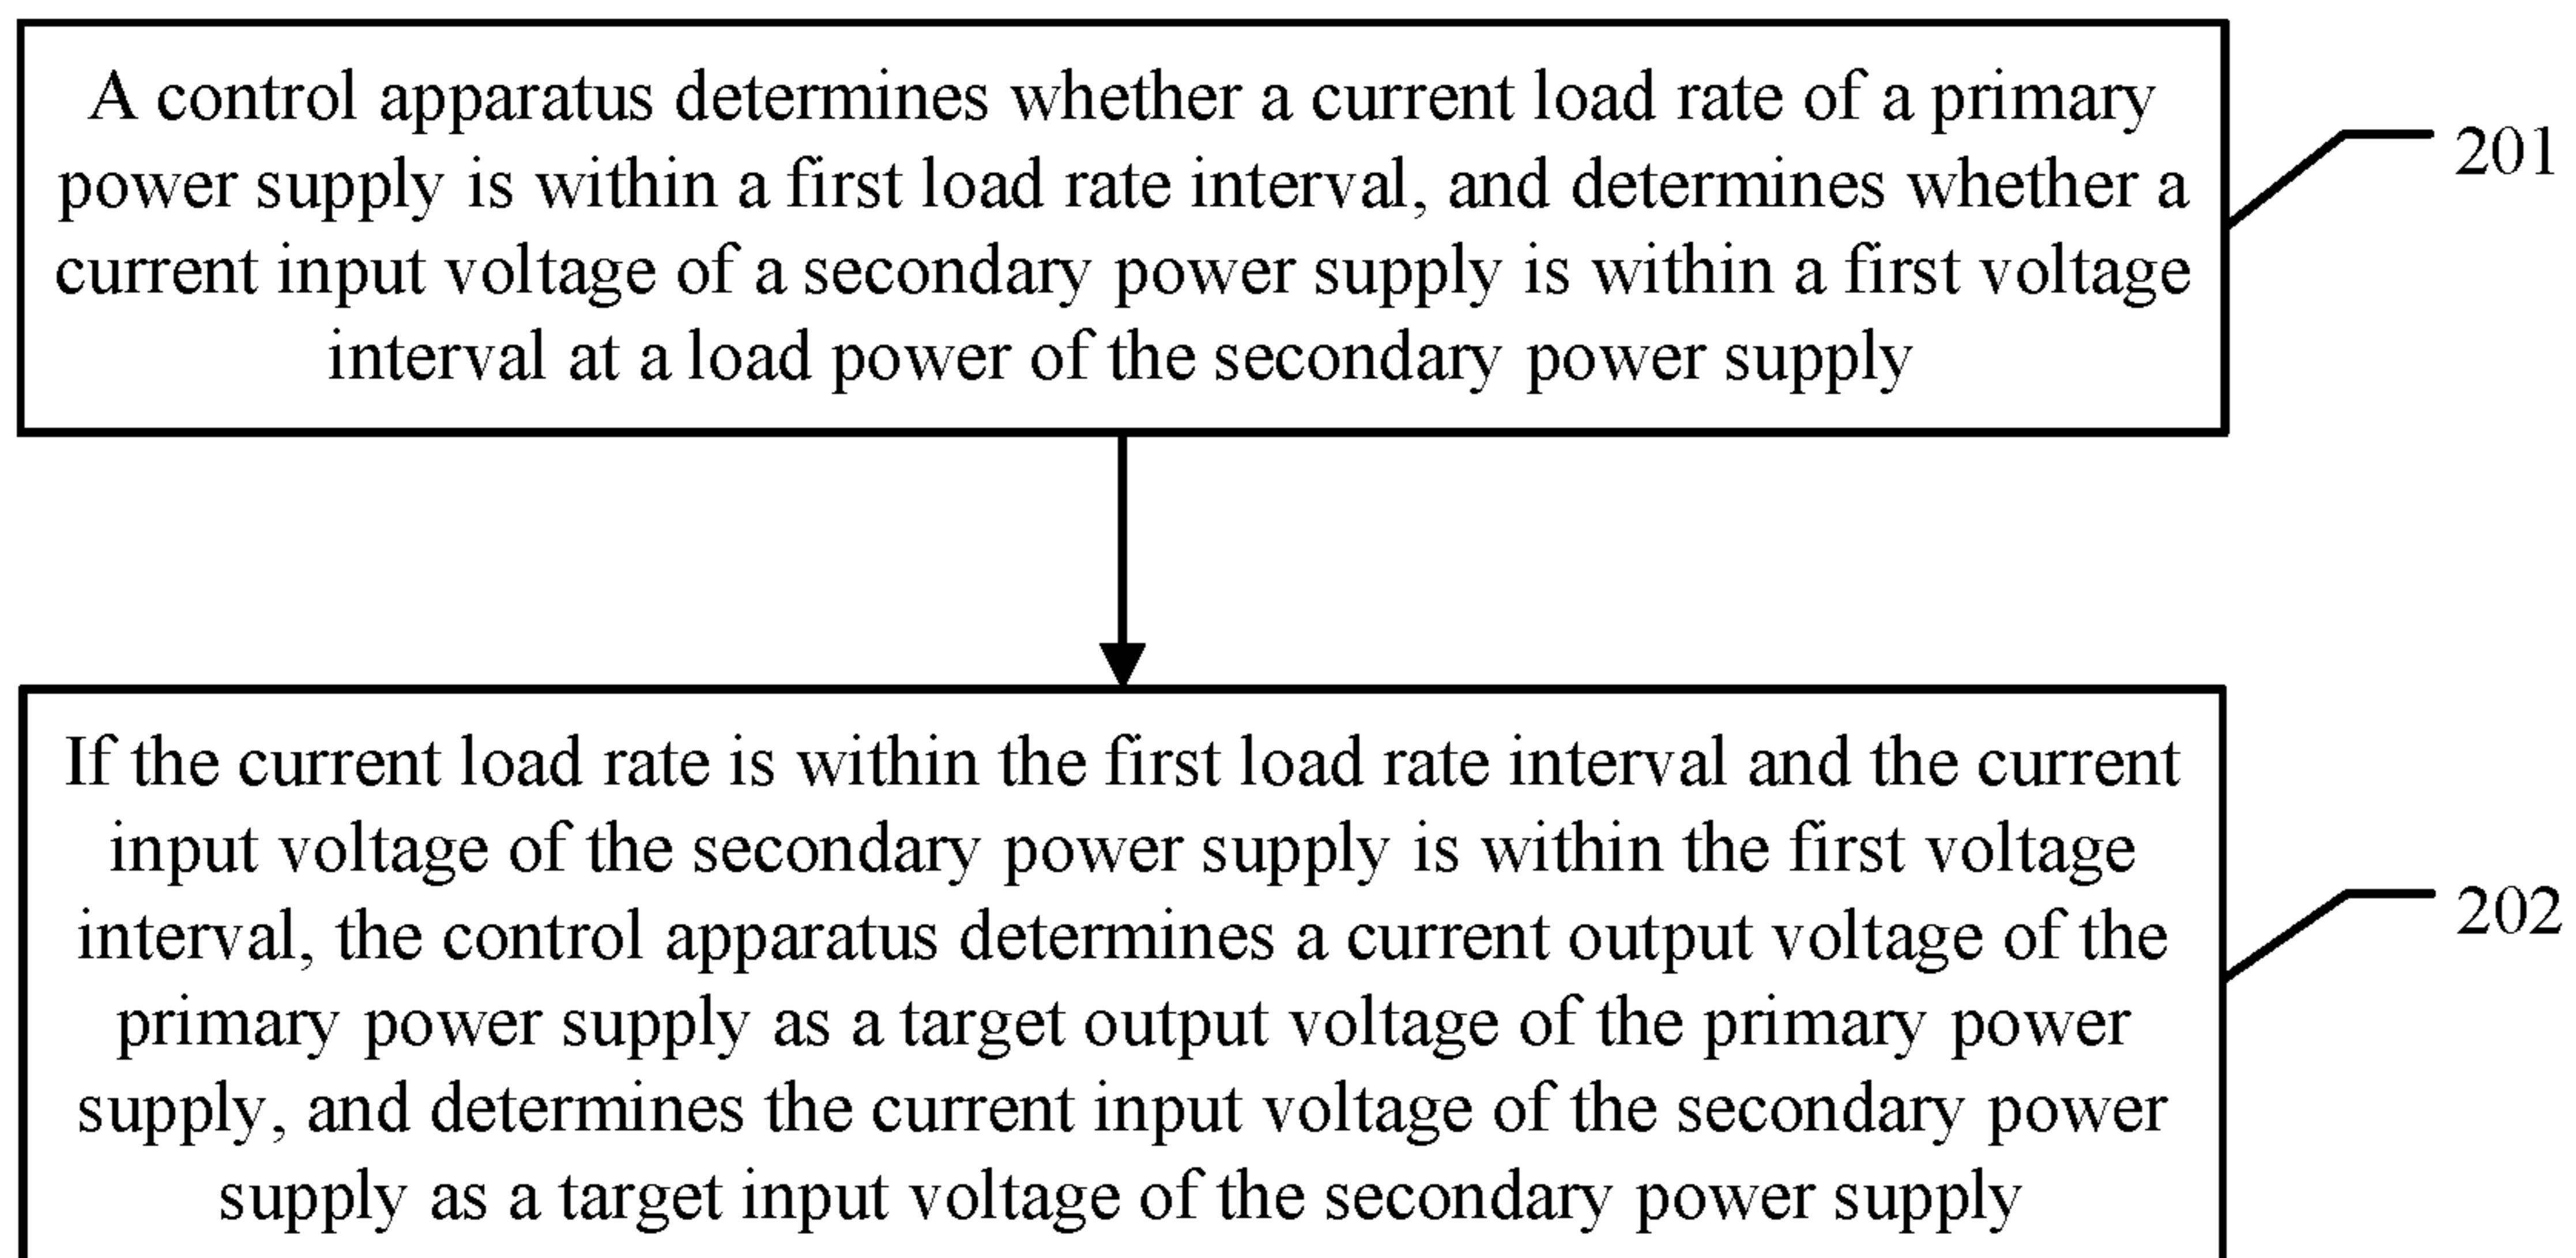 A control apparatus determines whether a current load rate of a primary
power supply is within a first load rate interval, and determines whether a
current input voltage of a secondary power supply is within a first voltage
interval at a load power of the secondary power supply
201
If the current load rate is within the first load rate interval and the current
input voltage of the secondary power supply is within the first voltage
interval, the control apparatus determines a current output voltage of the
primary power supply as a target output voltage of the primary power
supply, and determines the current input voltage of the secondary power
supply as a target input voltage of the secondary power supply
202